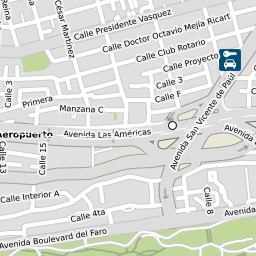 Calle Presidente Vasquez
César Martínez
Calle Doctor Octavio Mejía Ricart
Calle Club Rotario
Calle Proyecto
Calle 3
Calle 3
Calle F
Primera
Manzana C
Aeropuerto
Avenida Las Américas
Avenida San Vicente de Paúl
Calle 13
Calle 15
Calle Interior A
Calle 8
Calle 4ta
Avenida Boulevard del Faro